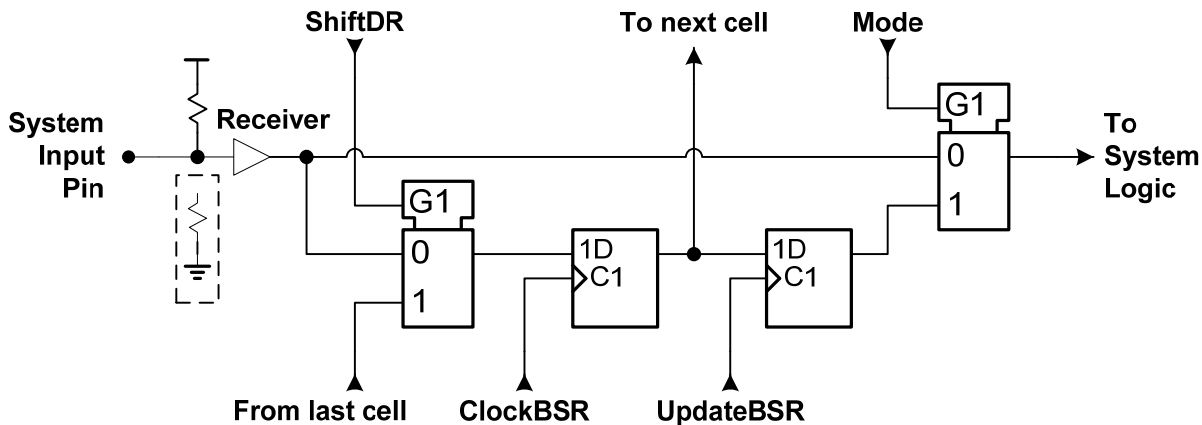 ShiftDR
To next cell
Mode
System
Input
Pin
Receiver
G1
0
1
To
System
Logic
G1
0
1
1D
C1
1D
C1
From last cell
ClockBSR
UpdateBSR